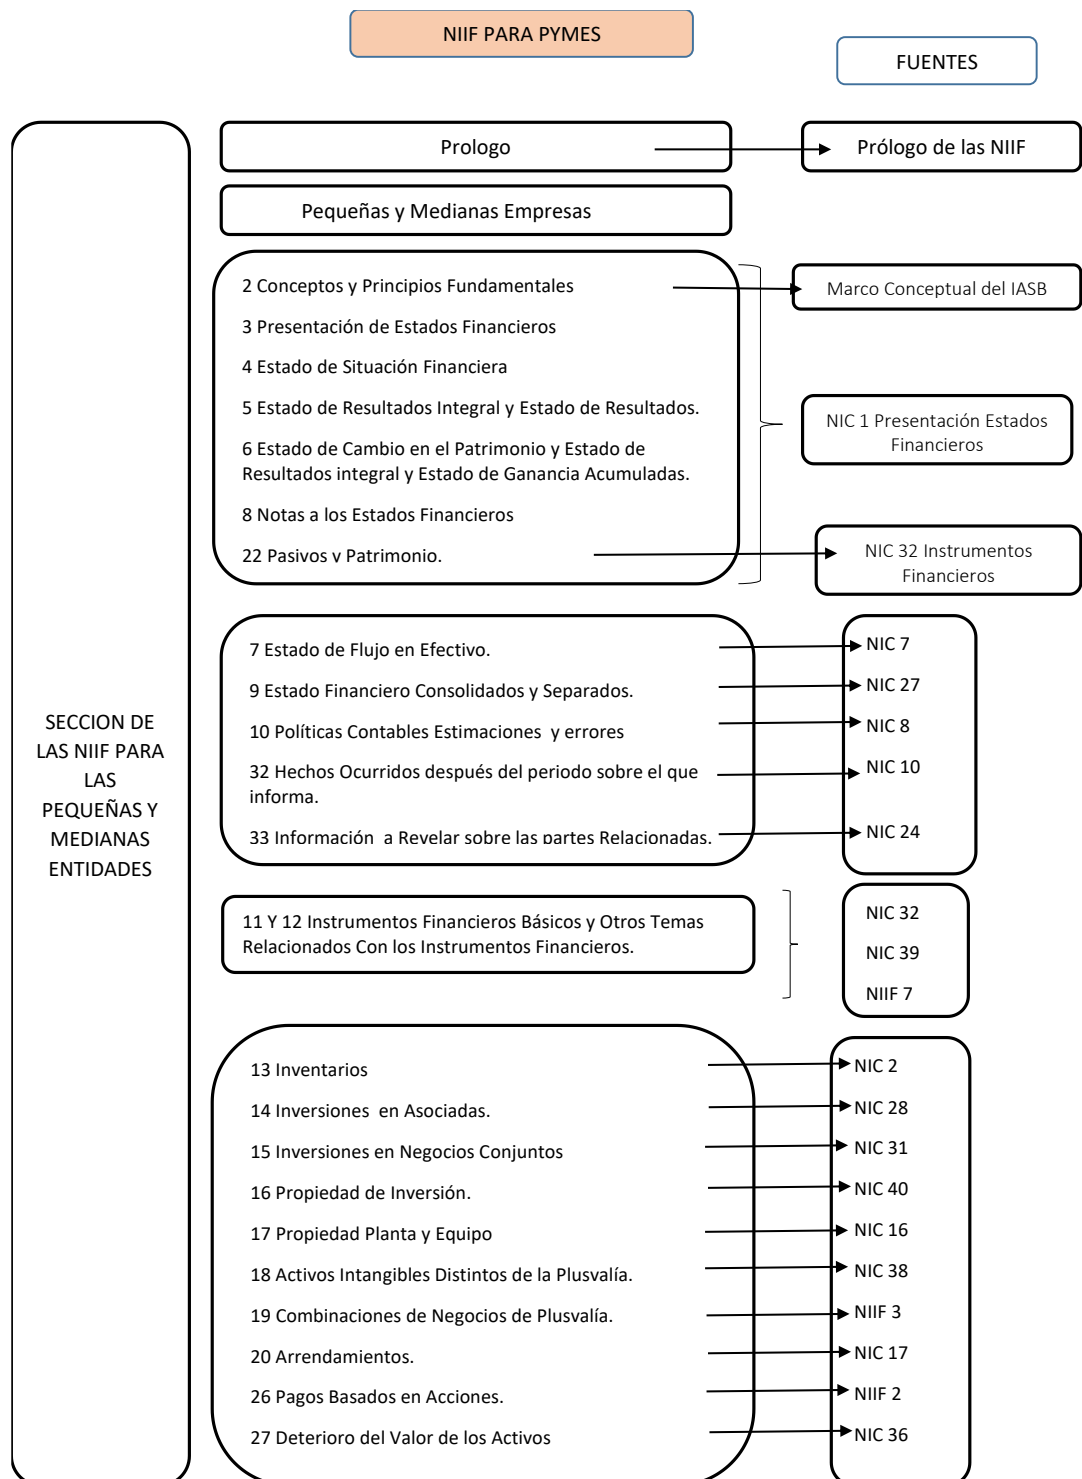 NIIF PARA PYMES
FUENTES
Prologo
Prólogo de las NIIF
Pequeñas y Medianas Empresas
2 Conceptos y Principios Fundamentales
Marco Conceptual del IASB
3 Presentación de Estados Financieros
4 Estado de Situación Financiera
5 Estado de Resultados Integral y Estado de Resultados.
6 Estado de Cambio en el Patrimonio y Estado de
Resultados integral y Estado de Ganancia Acumuladas.
NIC 1 Presentación Estados
Financieros
8 Notas a los Estados Financieros
22 Pasivos y Patrimonio.
NIC 32 Instrumentos
Financieros
SECCION DE
LAS NIIF PARA
LAS
PEQUEÑAS Y
MEDIANAS
ENTIDADES
7 Estado de Flujo en Efectivo.
NIC 7
9 Estado Financiero Consolidados y Separados.
NIC 27
10 Políticas Contables Estimaciones y errores
NIC 8
32 Hechos Ocurridos después del periodo sobre el que
informa.
NIC 10
33 Información a Revelar sobre las partes Relacionadas.
NIC 24
11 Y 12 Instrumentos Financieros Básicos y Otros Temas
Relacionados Con los Instrumentos Financieros.
NIC 32
NIC 39
NIIF 7
13 Inventarios
NIC 2
14 Inversiones en Asociadas.
NIC 28
15 Inversiones en Negocios Conjuntos
NIC 31
16 Propiedad de Inversión.
NIC 40
17 Propiedad Planta y Equipo
NIC 16
18 Activos Intangibles Distintos de la Plusvalía.
NIC 38
19 Combinaciones de Negocios de Plusvalía.
NIIF 3
20 Arrendamientos.
NIC 17
26 Pagos Basados en Acciones.
NIIF 2
27 Deterioro del Valor de los Activos
NIC 36